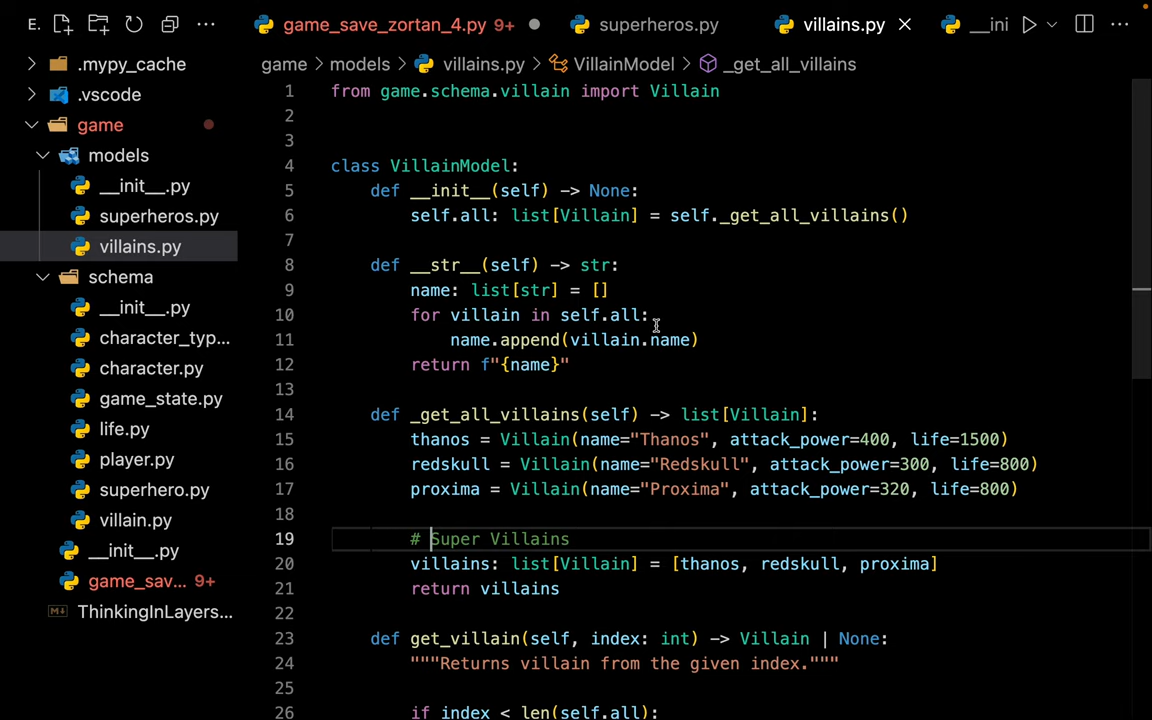 E.
game_save_zortan_4.py 9+
superheros.py
villains.py
__ini
.mypy_cache
.vscode
game
models
__init__.py
superheros.py
villains.py
schema
__init__.py
character_typ...
character.py
game_state.py
life.py
player.py
superhero.py
villain.py
__init__.py
game_sav... 9+
ThinkingInLayers...
game > models > villains.py > VillainModel > _get_all_villains
1 from game.schema.villain import Villain
2
3
4 class VillainModel:
5 def __init__(self) -> None:
6 self.all: list[Villain] = self._get_all_villains()
7
8 def __str__(self) -> str:
9 name: list[str] = []
10 for villain in self.all:
11 name.append(villain.name)
12 return f"{name}"
13
14 def _get_all_villains(self) -> list[Villain]:
15 thanos = Villain(name="Thanos", attack_power=400, life=1500)
16 redskull = Villain(name="Redskull", attack_power=300, life=800)
17 proxima = Villain(name="Proxima", attack_power=320, life=800)
18
19 # Super Villains
20 villains: list[Villain] = [thanos, redskull, proxima]
21 return villains
22
23 def get_villain(self, index: int) -> Villain | None:
24 """Returns villain from the given index."""
25
26 if index < len(self.all):